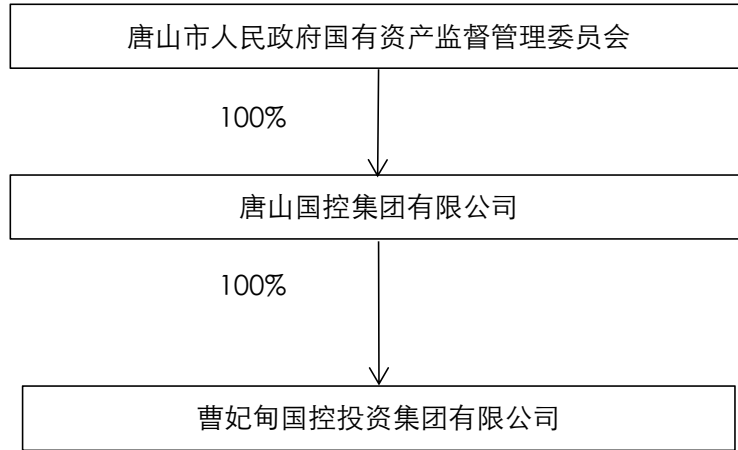 唐山市人民政府国有资产监督管理委员会
100%
唐山国控集团有限公司
100%
曹妃甸国控投资集团有限公司